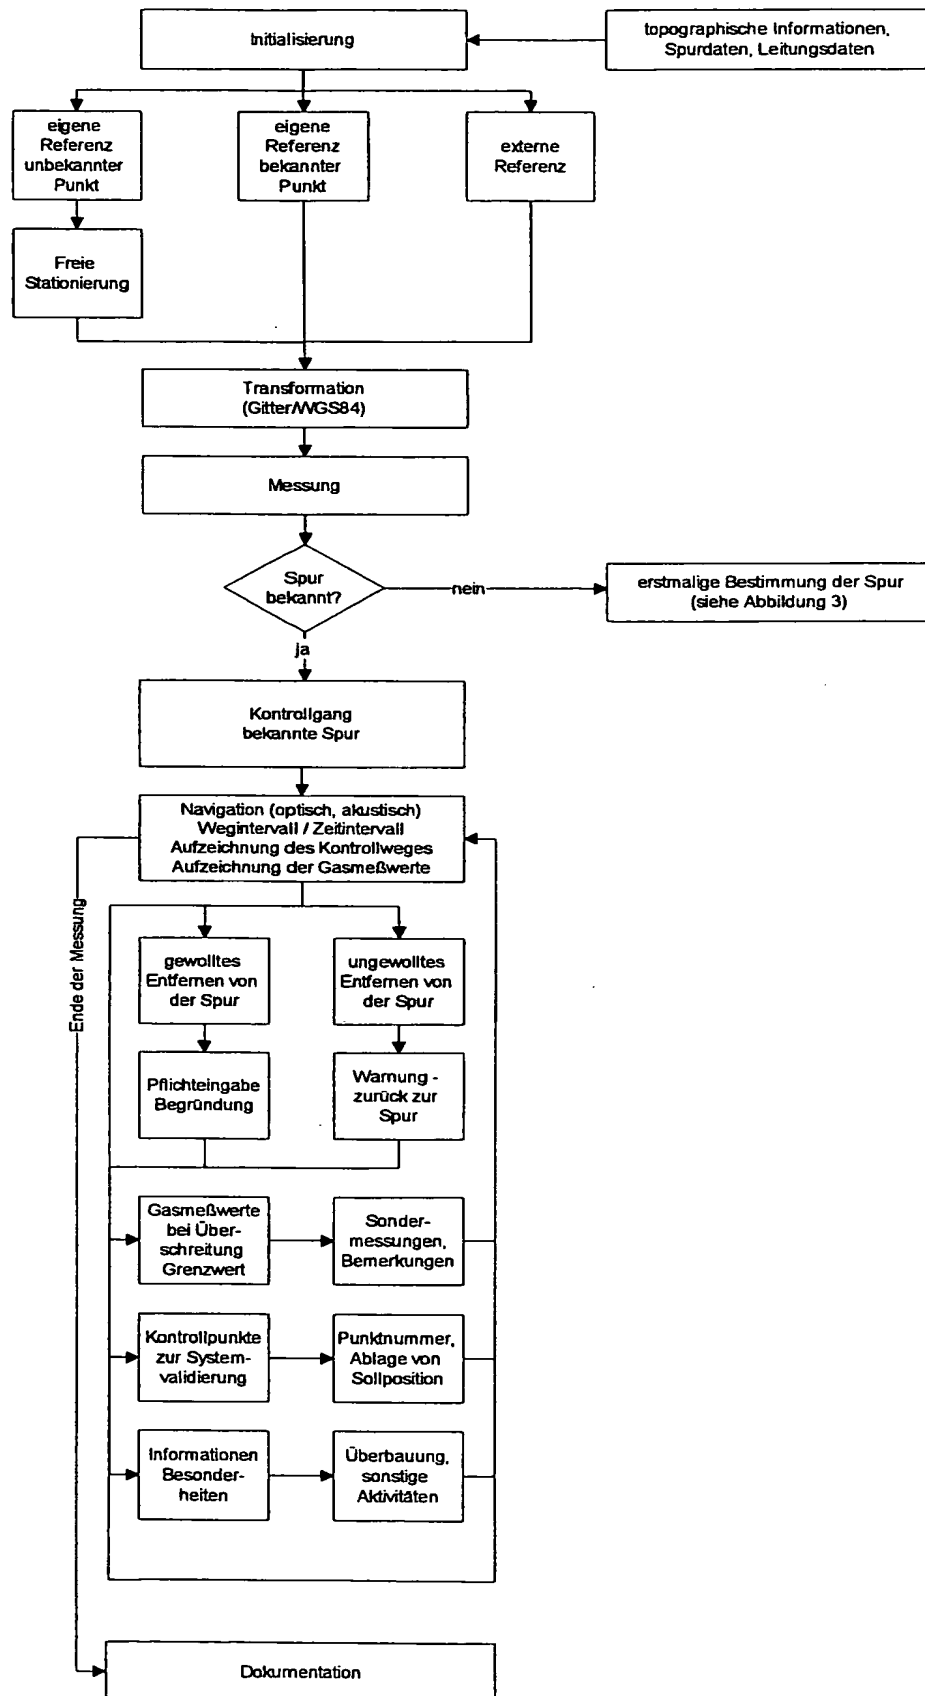 Initialisierung
topographische Informationen,
Spurdaten, Leitungsdaten
eigene
Referenz
unbekannter
Punkt
eigene
Referenz
bekannter
Punkt
externe
Referenz
Freie
Stationierung
Transformation
(Gitter/WGS84)
Messung
Spur
bekannt?
nein
erstmalige Bestimmung der Spur
(siehe Abbildung 3)
ja
Kontrollgang
bekannte Spur
Navigation (optisch, akustisch)
Wegintervall / Zeitintervall
Aufzeichnung des Kontrollweges
Aufzeichnung der Gasmeßwerte
Ende der Messung
gewolltes
Entfernen von
der Spur
ungewolltes
Entfernen von
der Spur
Pflichteingabe
Begründung
Warnung -
zurück zur
Spur
Gasmeßwerte
bei Über-
schreitung
Grenzwert
Sonder-
messungen,
Bemerkungen
Kontrollpunkte
zur System-
validierung
Punktnummer,
Ablage von
Sollposition
Informationen
Besonder-
heiten
Überbauung,
sonstige
Aktivitäten
Dokumentation